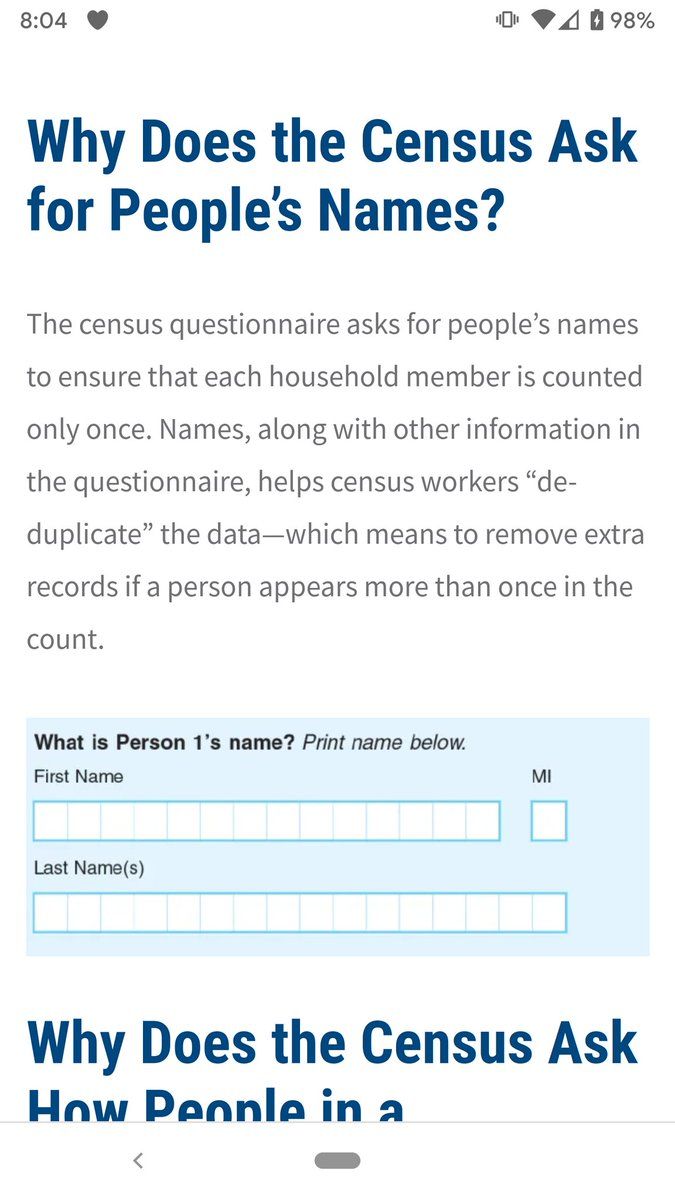 8:04 98%
Why Does the Census Ask
for People’s Names?
The census questionnaire asks for people’s names
to ensure that each household member is counted
only once. Names, along with other information in
the questionnaire, helps census workers “de-
duplicate” the data—which means to remove extra
records if a person appears more than once in the
count.
What is Person 1’s name? Print name below.
First Name MI
Last Name(s)
Why Does the Census Ask
How People in a